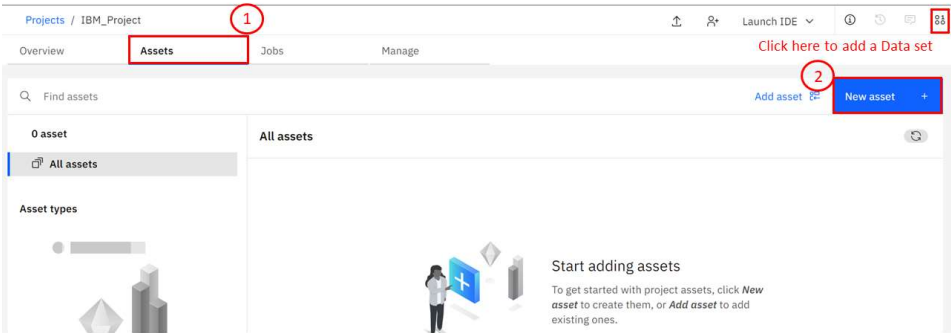 Projects / IBM_Project
1
Launch IDE
Overview
Assets
Jobs
Manage
Click here to add a Data set
2
Find assets
Add asset
New asset +
0 asset
All assets
All assets
Asset types
Start adding assets
To get started with project assets, click New
asset to create them, or Add asset to add
existing ones.